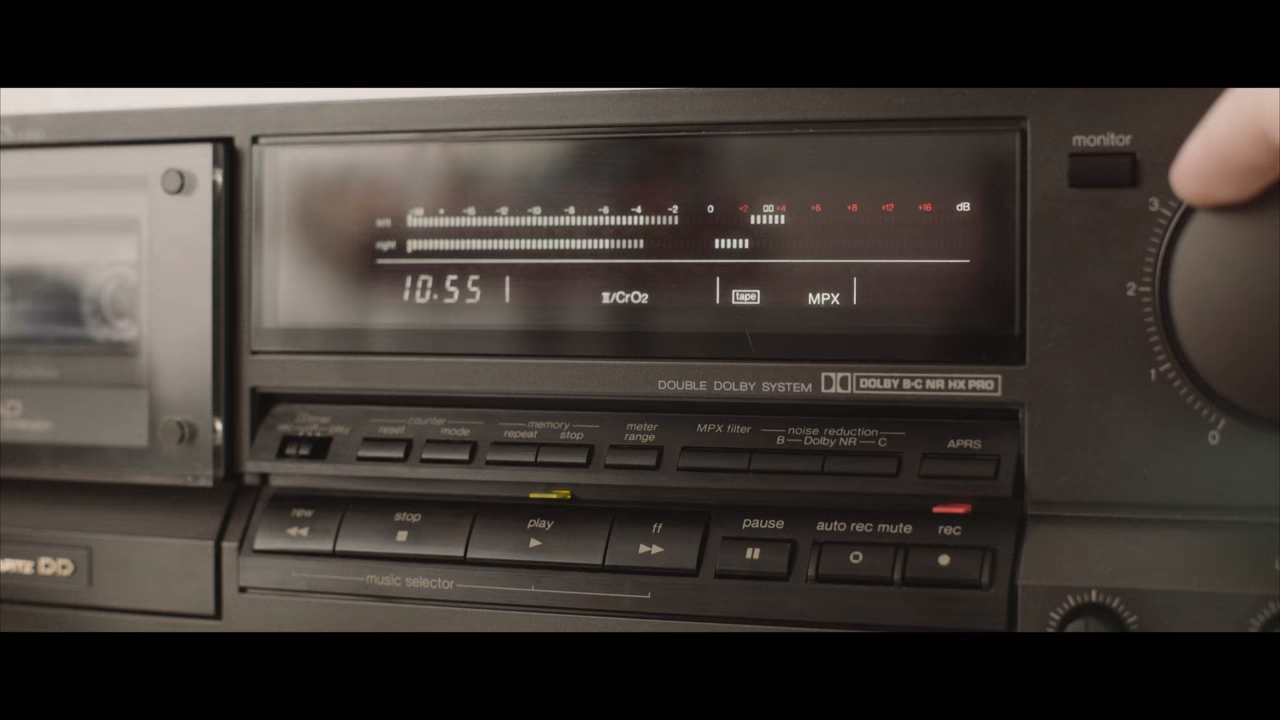 monitor
-2 0 +2 +4 +6 +8 +12 +18 dB
right
10.55 II/CrO2 tape MPX
3
2
1
0
DOUBLE DOLBY SYSTEM DOLBY B·C NR HX PRO
counter memory meter MPX filter noise reduction APRS
reset mode repeat stop range B — Dolby NR — C
rew stop play ff pause auto rec mute rec
music selector